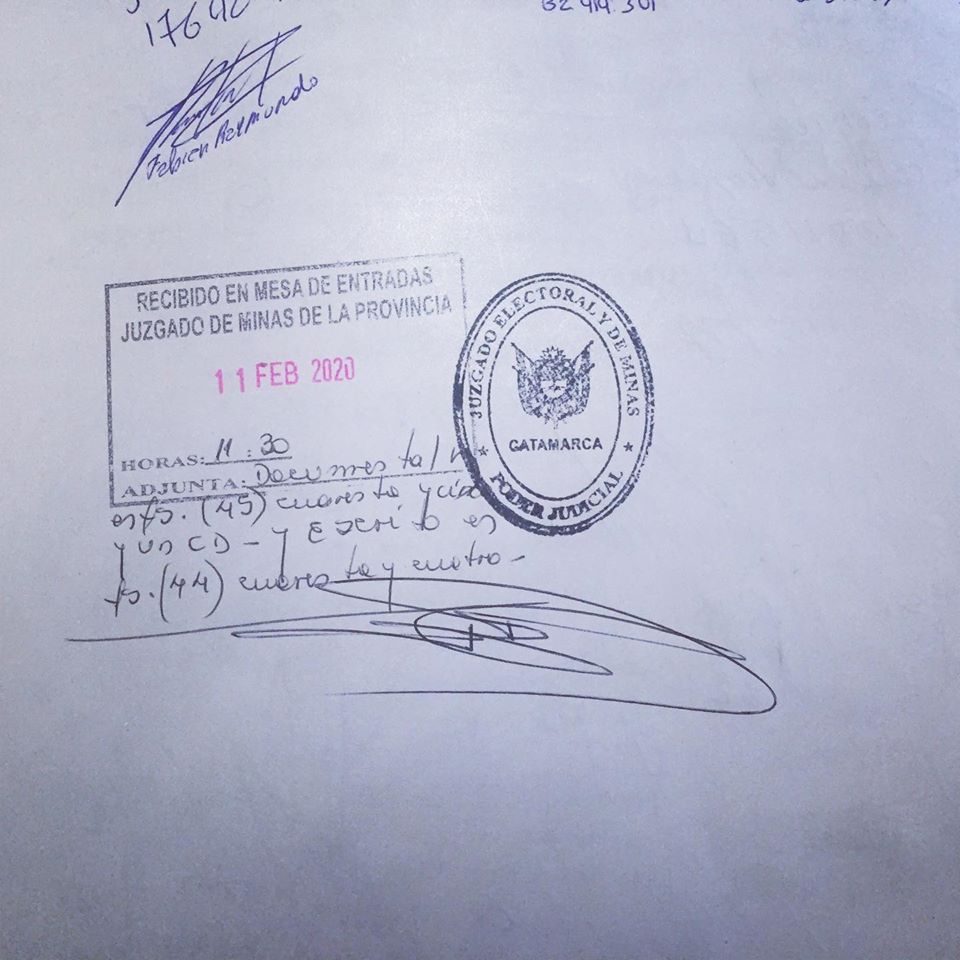 32 414 301
Fabian Raymundo
RECIBIDO EN MESA DE ENTRADAS
JUZGADO DE MINAS DE LA PROVINCIA
11 FEB 2020
HORAS: 11:30
ADJUNTA: Documental
en fs. (45) cuarenta y cinco
y un CD - y Escrito en
fs. (44) cuarenta y cuatro -
JUZGADO ELECTORAL Y DE MINAS
CATAMARCA
PODER JUDICIAL